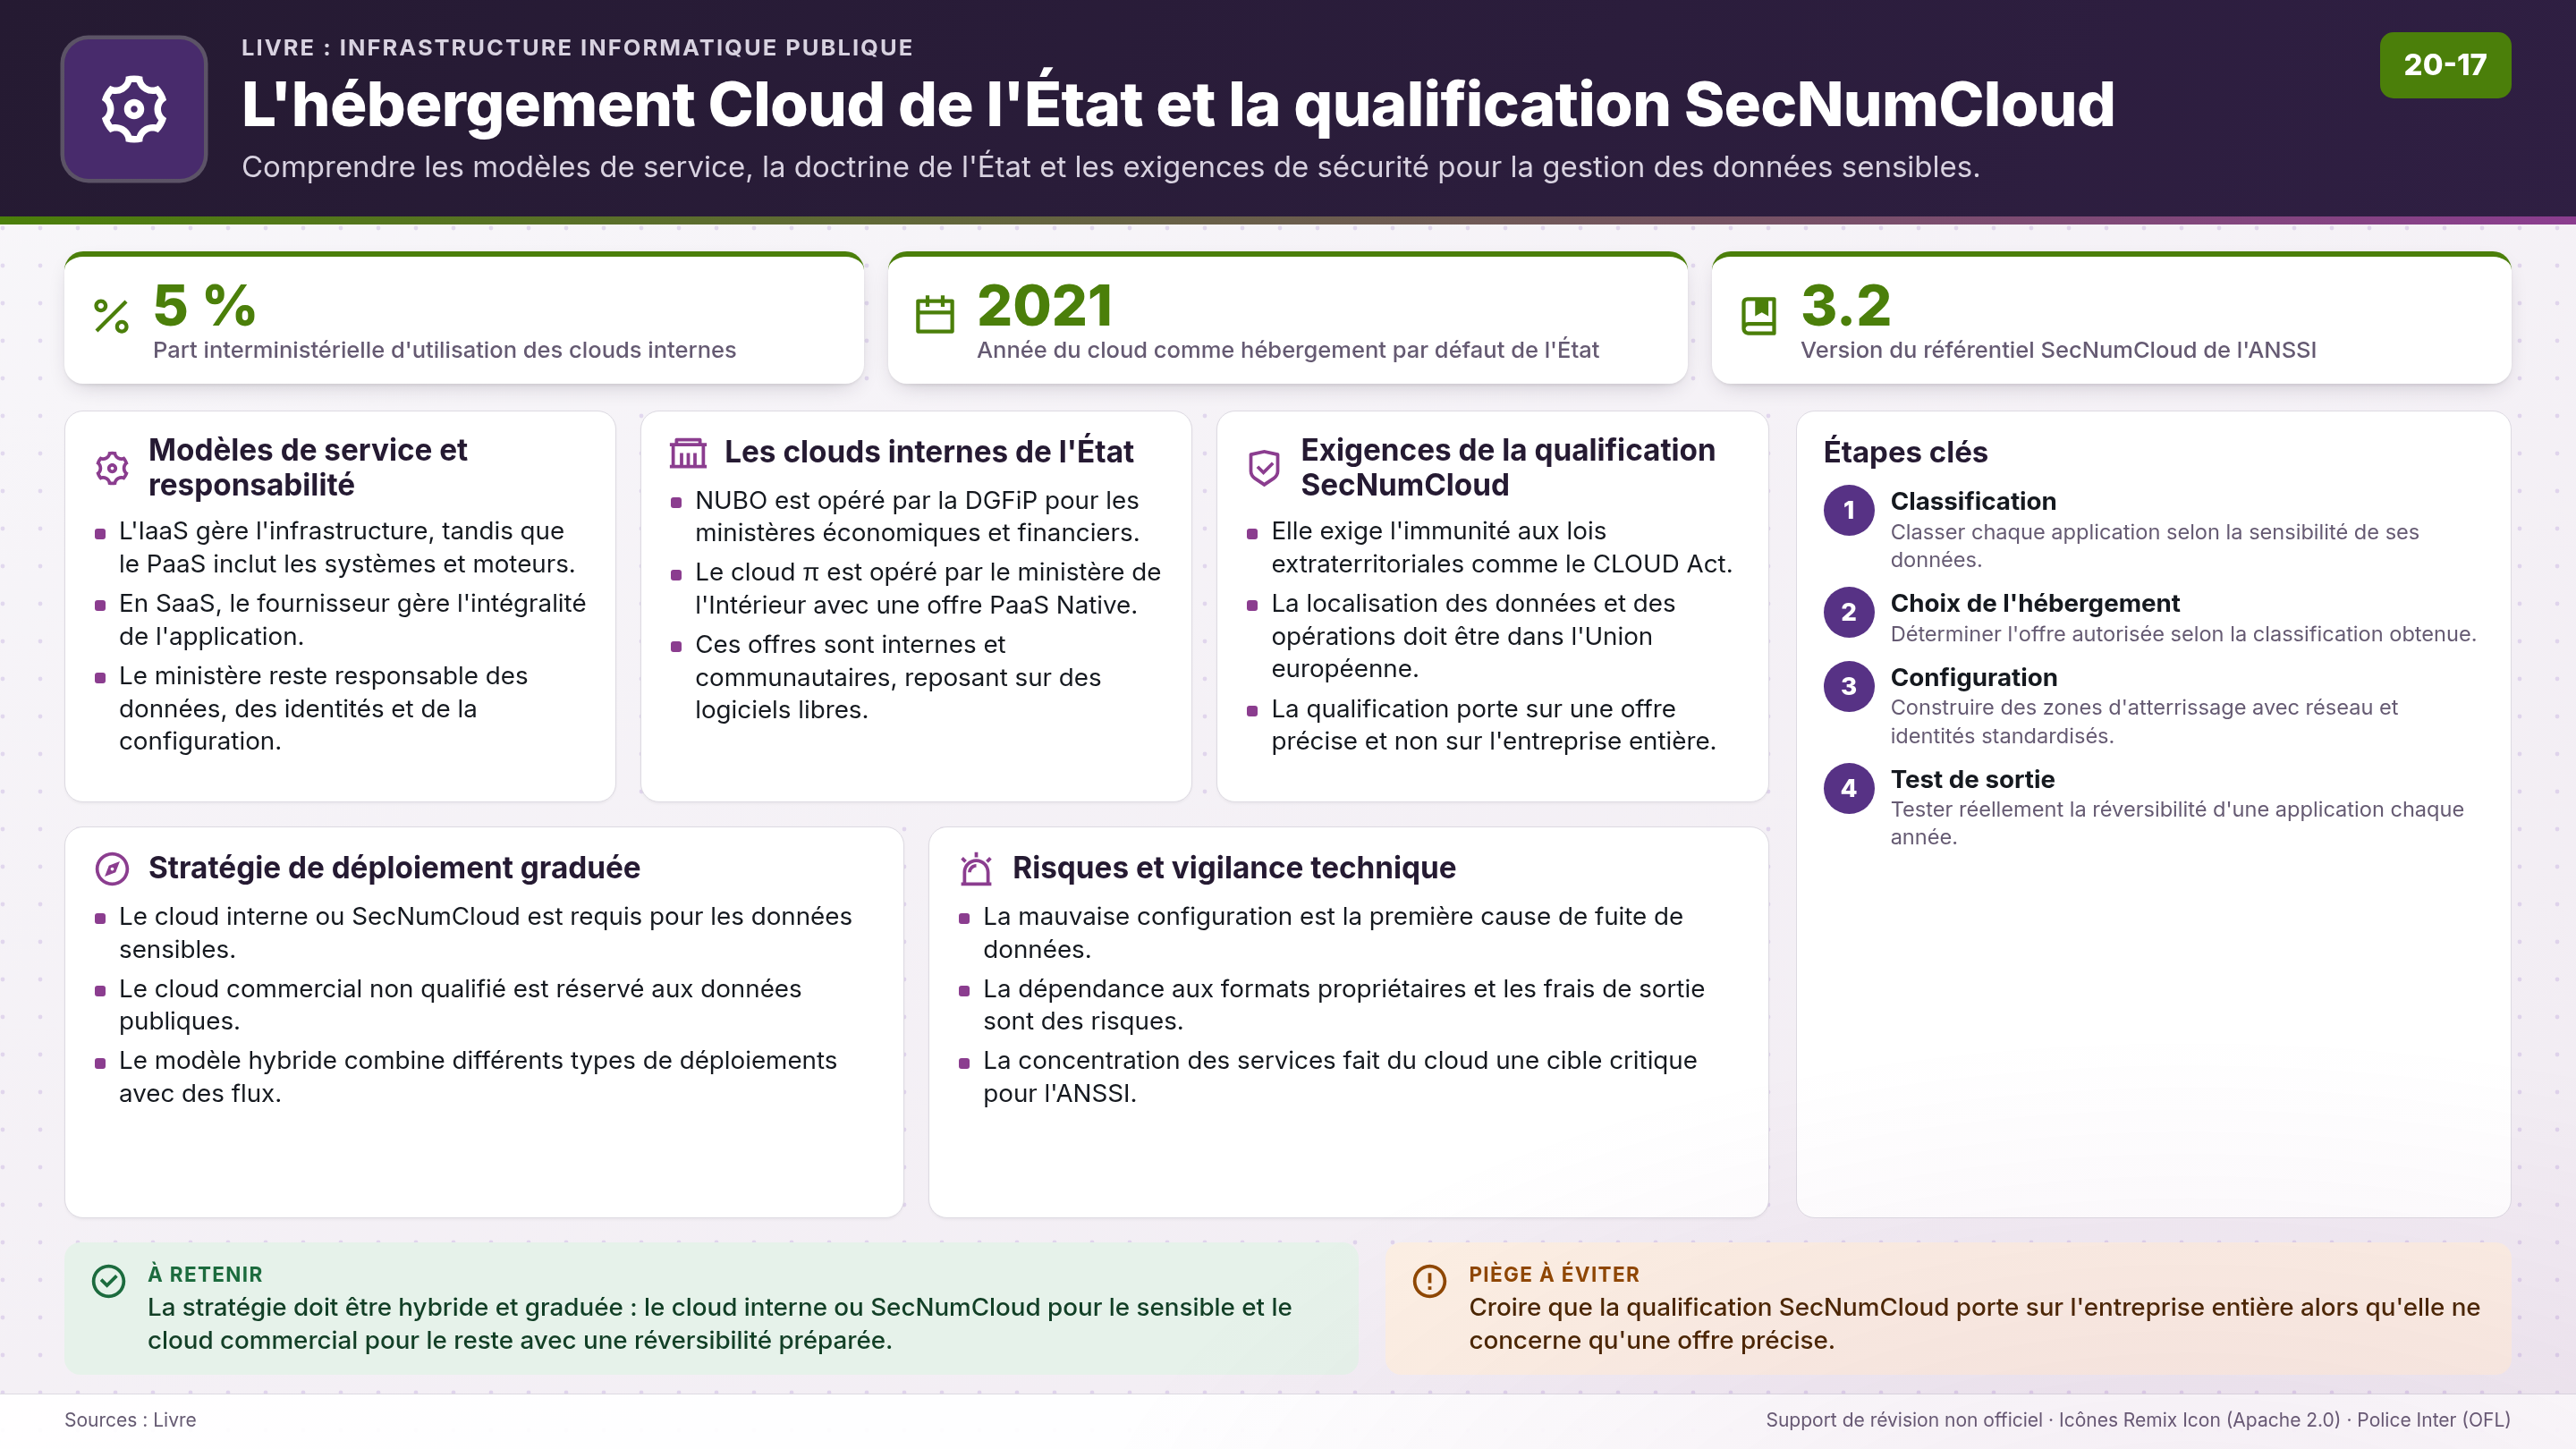 LIVRE : INFRASTRUCTURE INFORMATIQUE PUBLIQUE
L'hébergement Cloud de l'État et la qualification SecNumCloud
Comprendre les modèles de service, la doctrine de l'État et les exigences de sécurité pour la gestion des données sensibles.
20-17
5 %
Part interministérielle d'utilisation des clouds internes
2021
Année du cloud comme hébergement par défaut de l'État
3.2
Version du référentiel SecNumCloud de l'ANSSI
Modèles de service et
responsabilité
L'IaaS gère l'infrastructure, tandis que
le PaaS inclut les systèmes et moteurs.
En SaaS, le fournisseur gère l'intégralité
de l'application.
Le ministère reste responsable des
données, des identités et de la
configuration.
Les clouds internes de l'État
NUBO est opéré par la DGFiP pour les
ministères économiques et financiers.
Le cloud π est opéré par le ministère de
l'Intérieur avec une offre PaaS Native.
Ces offres sont internes et
communautaires, reposant sur des
logiciels libres.
Exigences de la qualification
SecNumCloud
Elle exige l'immunité aux lois
extraterritoriales comme le CLOUD Act.
La localisation des données et des
opérations doit être dans l'Union
européenne.
La qualification porte sur une offre
précise et non sur l'entreprise entière.
Étapes clés
1
Classification
Classer chaque application selon la sensibilité de ses
données.
2
Choix de l'hébergement
Déterminer l'offre autorisée selon la classification obtenue.
3
Configuration
Construire des zones d'atterrissage avec réseau et
identités standardisés.
4
Test de sortie
Tester réellement la réversibilité d'une application chaque
année.
Stratégie de déploiement graduée
Le cloud interne ou SecNumCloud est requis pour les données
sensibles.
Le cloud commercial non qualifié est réservé aux données
publiques.
Le modèle hybride combine différents types de déploiements
avec des flux.
Risques et vigilance technique
La mauvaise configuration est la première cause de fuite de
données.
La dépendance aux formats propriétaires et les frais de sortie
sont des risques.
La concentration des services fait du cloud une cible critique
pour l'ANSSI.
À RETENIR
La stratégie doit être hybride et graduée : le cloud interne ou SecNumCloud pour le sensible et le
cloud commercial pour le reste avec une réversibilité préparée.
PIÈGE À ÉVITER
Croire que la qualification SecNumCloud porte sur l'entreprise entière alors qu'elle ne
concerne qu'une offre précise.
Sources : Livre
Support de révision non officiel · Icônes Remix Icon (Apache 2.0) · Police Inter (OFL)